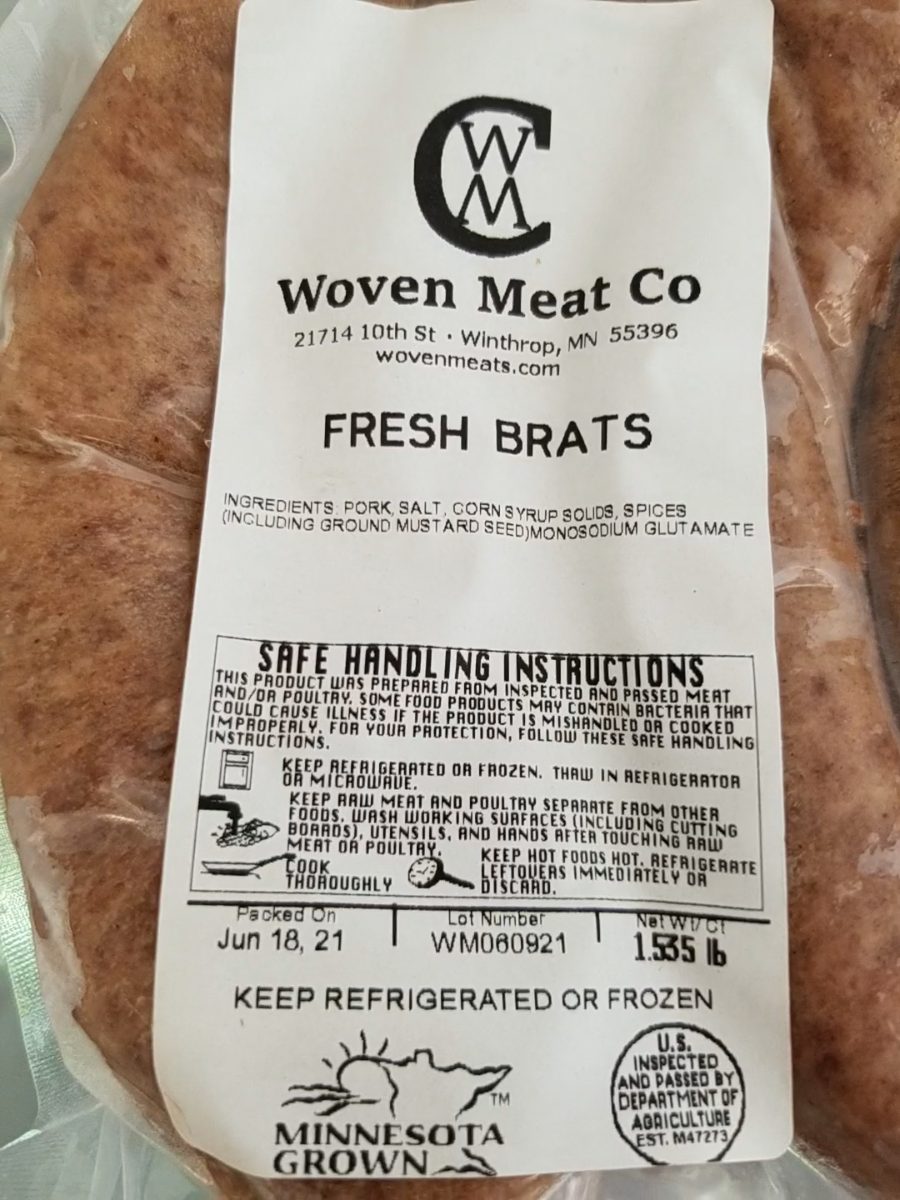 CWM
Woven Meat Co
21714 10th St • Winthrop, MN 55396
wovenmeats.com
FRESH BRATS
INGREDIENTS: PORK, SALT, CORN SYRUP SOLIDS, SPICES
(INCLUDING GROUND MUSTARD SEED)MONOSODIUM GLUTAMATE
SAFE HANDLING INSTRUCTIONS
THIS PRODUCT WAS PREPARED FROM INSPECTED AND PASSED MEAT
AND/OR POULTRY. SOME FOOD PRODUCTS MAY CONTAIN BACTERIA THAT
COULD CAUSE ILLNESS IF THE PRODUCT IS MISHANDLED OR COOKED
IMPROPERLY. FOR YOUR PROTECTION, FOLLOW THESE SAFE HANDLING
INSTRUCTIONS.
KEEP REFRIGERATED OR FROZEN. THAW IN REFRIGERATOR
OR MICROWAVE.
KEEP RAW MEAT AND POULTRY SEPARATE FROM OTHER
FOODS. WASH WORKING SURFACES (INCLUDING CUTTING
BOARDS), UTENSILS, AND HANDS AFTER TOUCHING RAW
MEAT OR POULTRY.
COOK
THOROUGHLY
KEEP HOT FOODS HOT. REFRIGERATE
LEFTOVERS IMMEDIATELY OR
DISCARD.
Packed On
Jun 18, 21
Lot Number
WM060921
Net Wt/Ct
1.535 lb
KEEP REFRIGERATED OR FROZEN
TM
MINNESOTA
GROWN
U.S.
INSPECTED
AND PASSED BY
DEPARTMENT OF
AGRICULTURE
EST. M47273